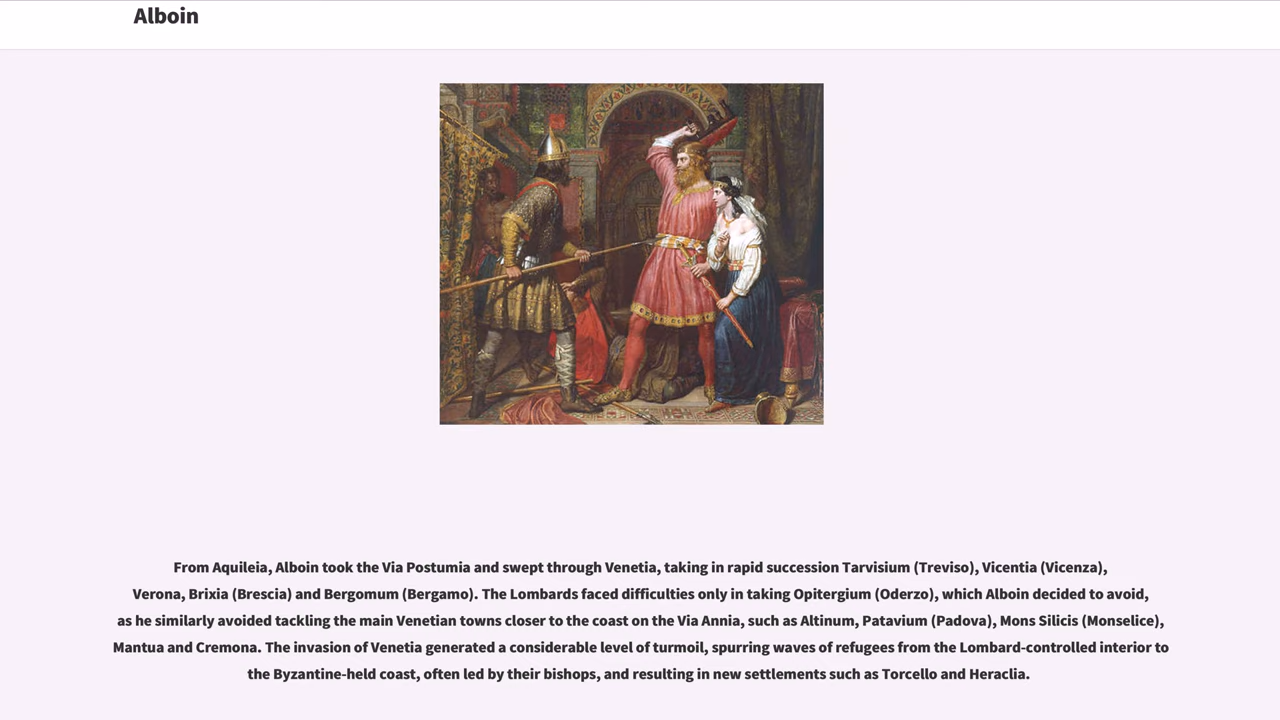 Alboin
From Aquileia, Alboin took the Via Postumia and swept through Venetia, taking in rapid succession Tarvisium (Treviso), Vicentia (Vicenza),
Verona, Brixia (Brescia) and Bergomum (Bergamo). The Lombards faced difficulties only in taking Opitergium (Oderzo), which Alboin decided to avoid,
as he similarly avoided tackling the main Venetian towns closer to the coast on the Via Annia, such as Altinum, Patavium (Padova), Mons Silicis (Monselice),
Mantua and Cremona. The invasion of Venetia generated a considerable level of turmoil, spurring waves of refugees from the Lombard-controlled interior to
the Byzantine-held coast, often led by their bishops, and resulting in new settlements such as Torcello and Heraclia.